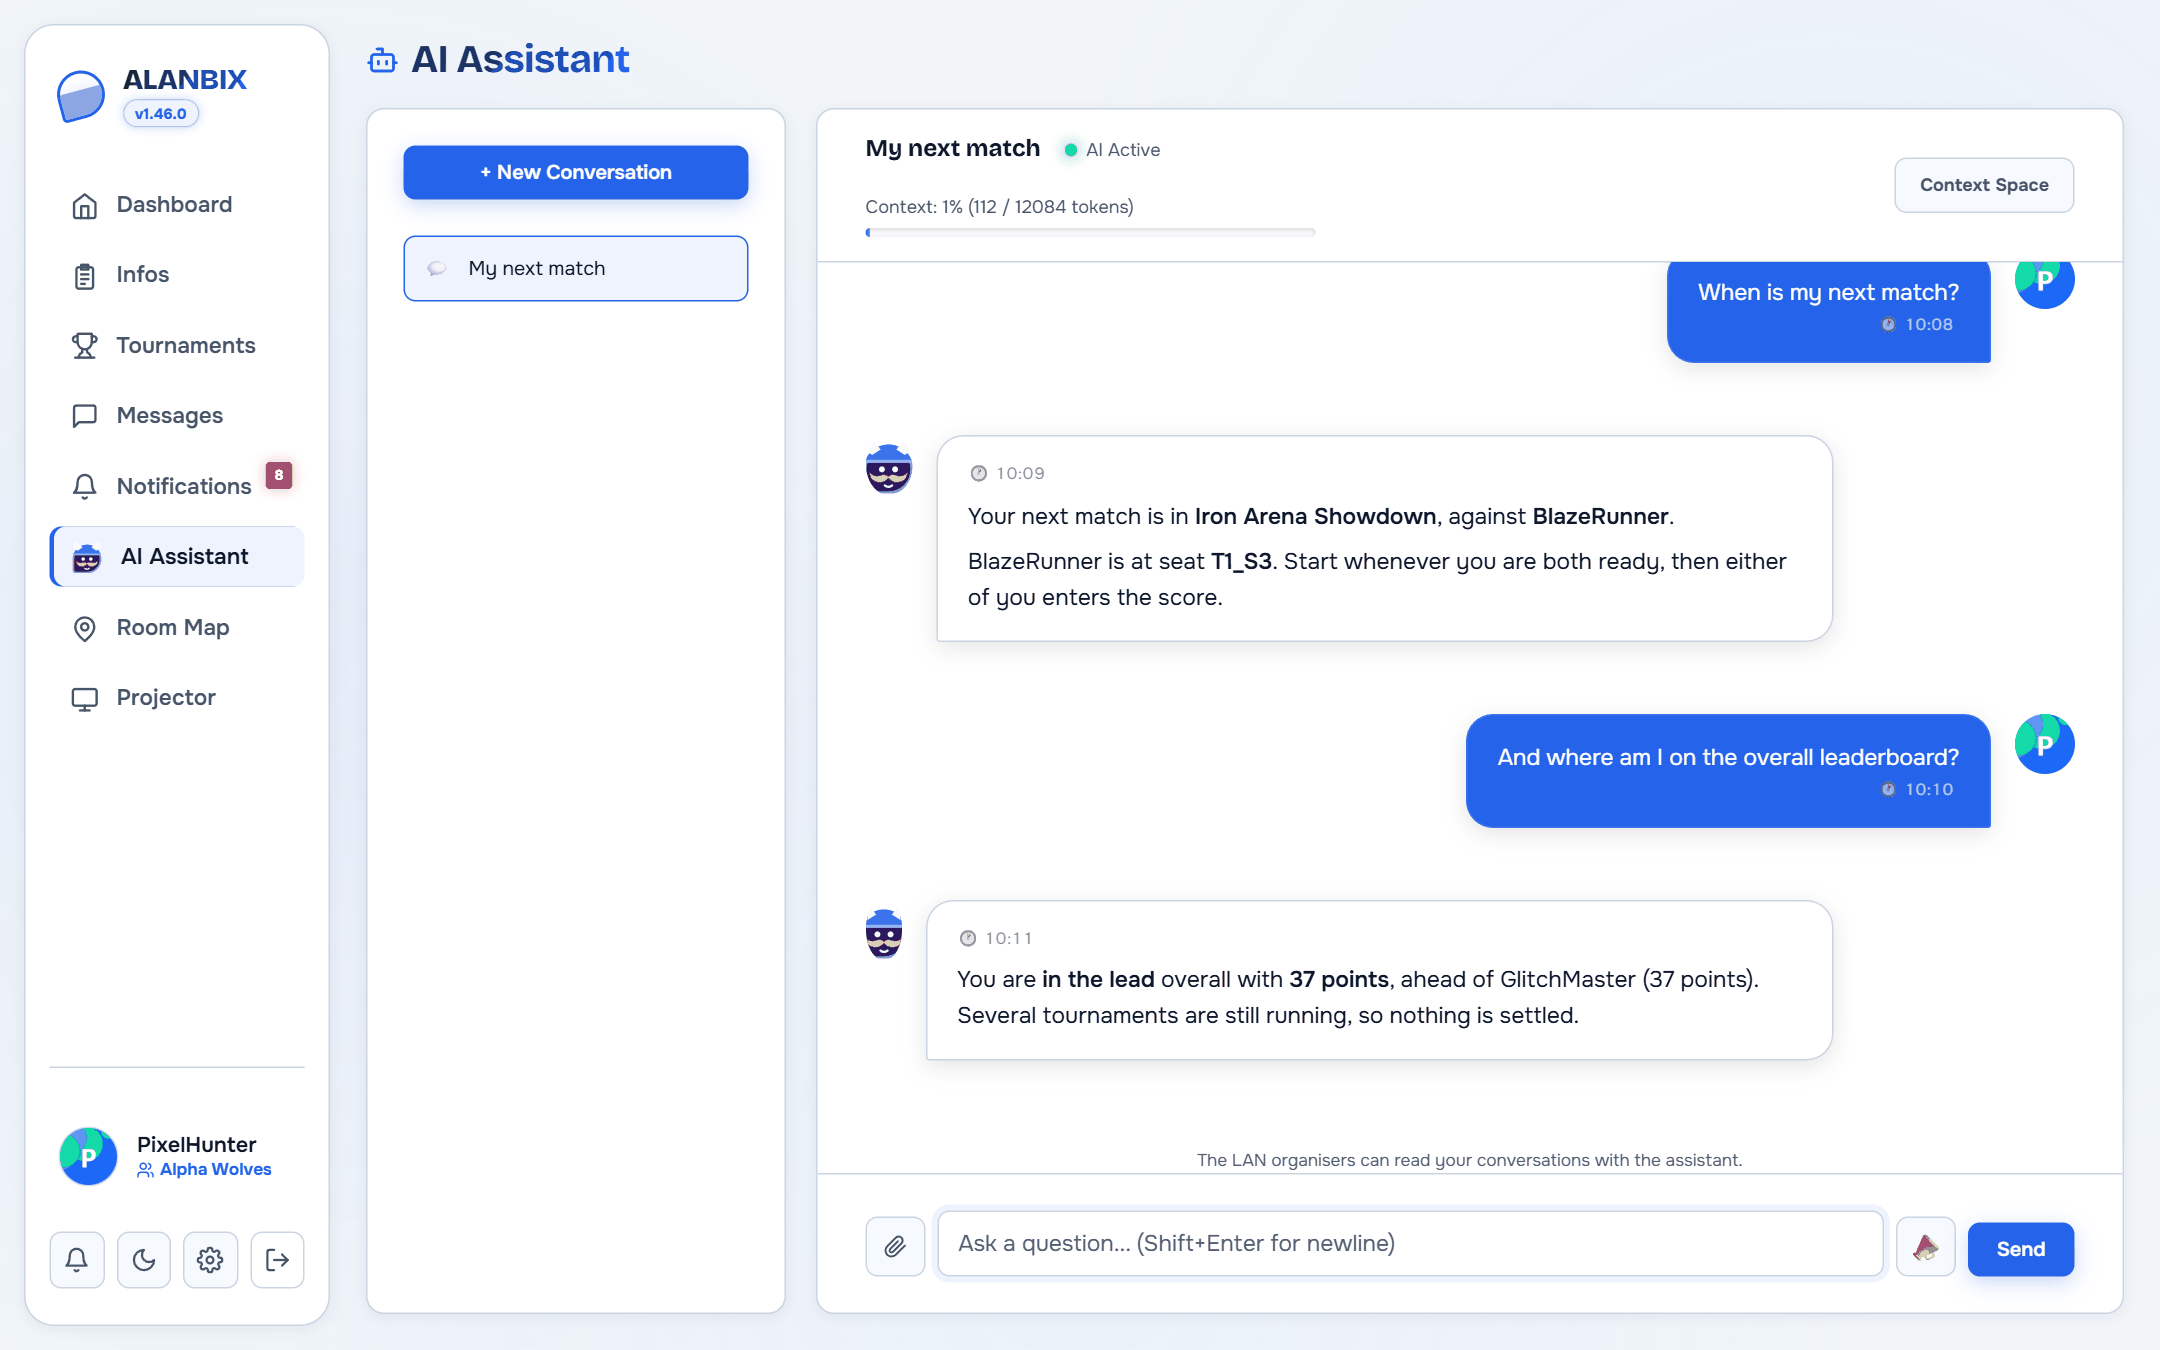 ALANBIX
v1.46.0
Dashboard
Infos
Tournaments
Messages
Notifications
8
AI Assistant
Room Map
Projector
PixelHunter
Alpha Wolves
AI Assistant
+ New Conversation
My next match
My next match
AI Active
Context: 1% (112 / 12084 tokens)
Context Space
When is my next match?
10:08
P
10:09
Your next match is in Iron Arena Showdown, against BlazeRunner.
BlazeRunner is at seat T1_S3. Start whenever you are both ready, then either
of you enters the score.
And where am I on the overall leaderboard?
10:10
P
10:11
You are in the lead overall with 37 points, ahead of GlitchMaster (37 points).
Several tournaments are still running, so nothing is settled.
The LAN organisers can read your conversations with the assistant.
Ask a question... (Shift+Enter for newline)
Send
P